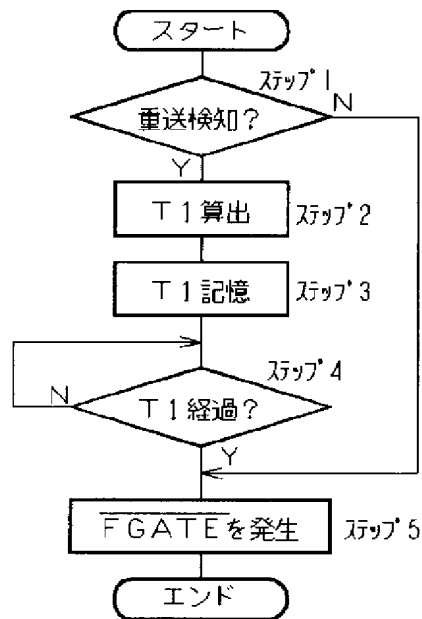 スタート
ステップ1
重送検知?
N
Y
T1算出
ステップ2
T1記憶
ステップ3
ステップ4
T1経過?
N
Y
FGATEを発生
ステップ5
エンド